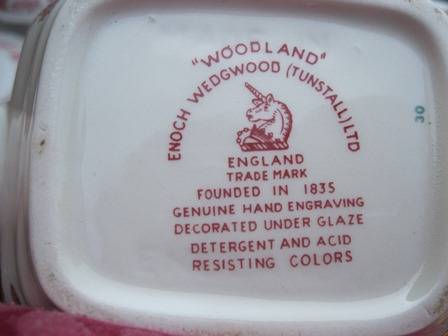 "WOODLAND"
ENOCH WEDGWOOD (TUNSTALL) LTD
ENGLAND
TRADE MARK
FOUNDED IN 1835
GENUINE HAND ENGRAVING
DECORATED UNDER GLAZE
DETERGENT AND ACID
RESISTING COLORS
30